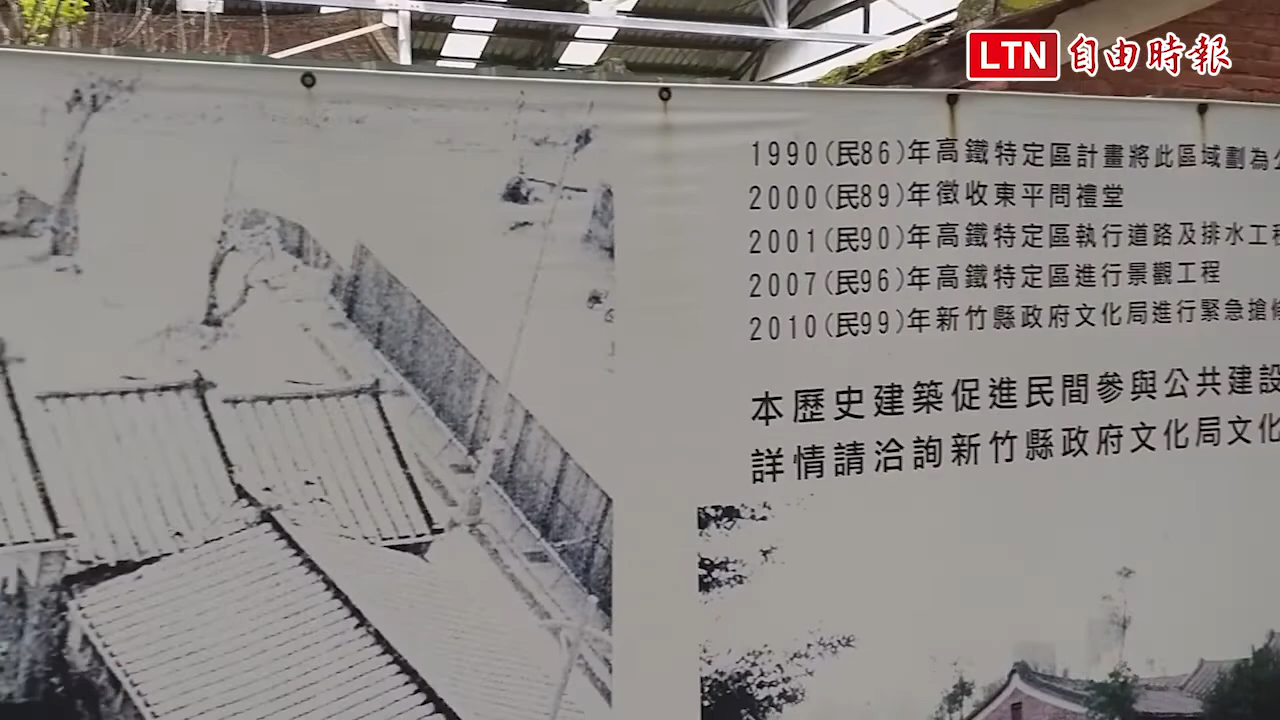 LTN 自由時報
1990(民86)年高鐵特定區計畫將此區域劃為
2000(民89)年徵收東平問禮堂
2001(民90)年高鐵特定區執行道路及排水工程
2007(民96)年高鐵特定區進行景觀工程
2010(民99)年新竹縣政府文化局進行緊急搶修
本歷史建築促進民間參與公共建設
詳情請洽詢新竹縣政府文化局文化